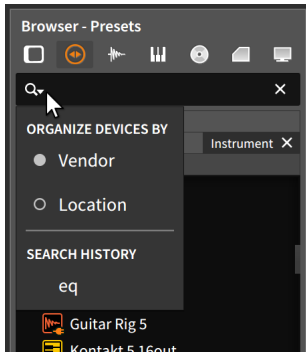 Browser - Presets
ORGANIZE DEVICES BY
Vendor
Instrument
Location
SEARCH HISTORY
eq
Guitar Rig 5
Kontakt 5 16out